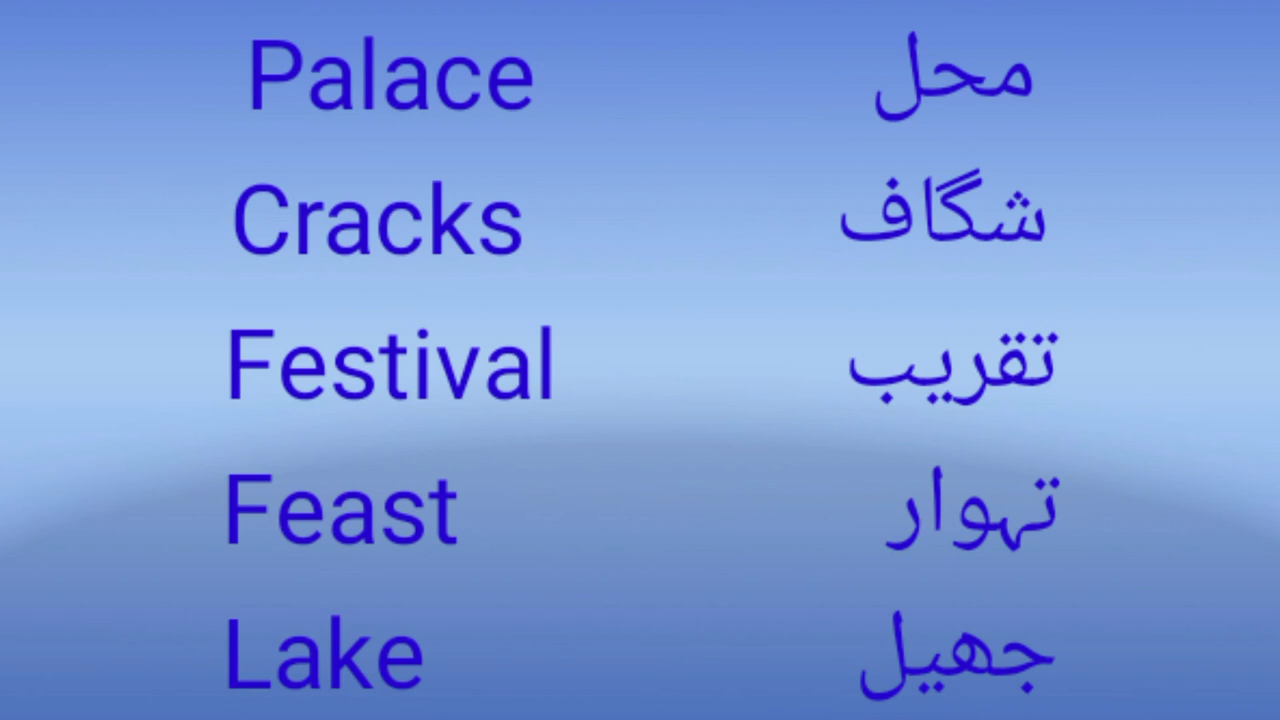 Palace محل
Cracks شگاف
Festival تقریب
Feast تہوار
Lake جھیل